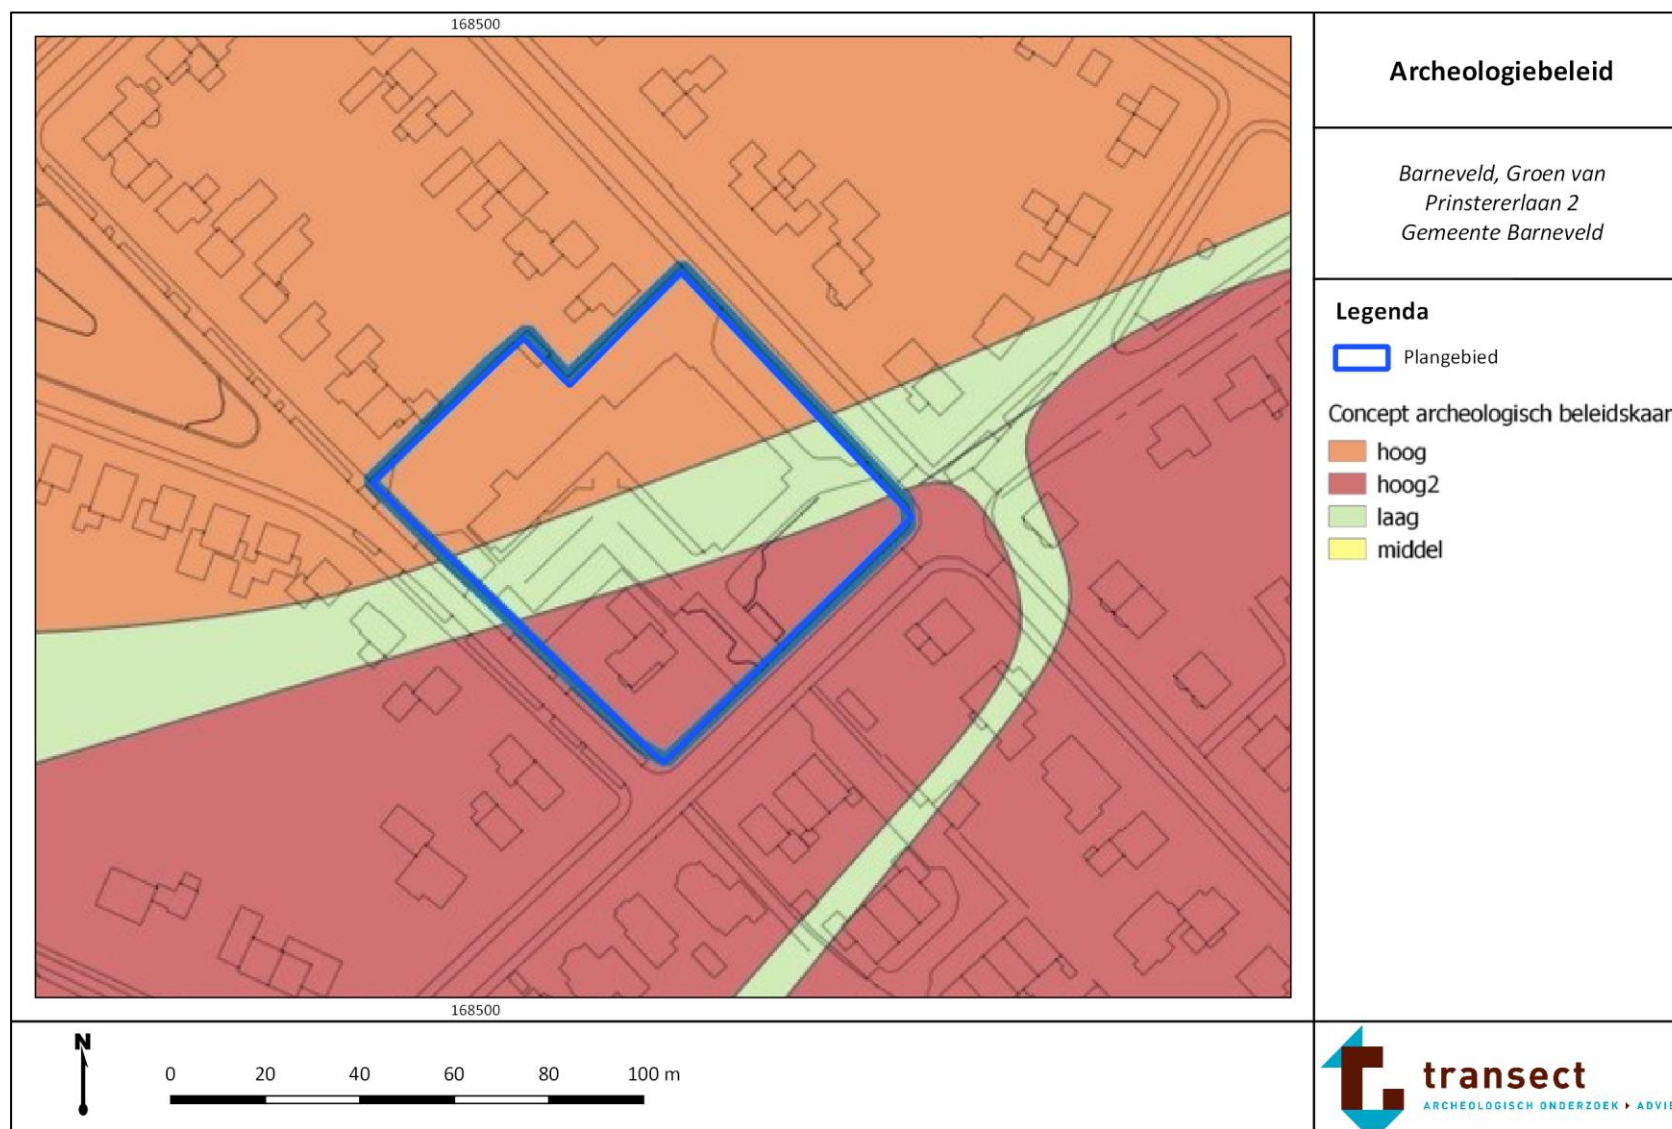 168500
Archeologiebeleid
Barneveld, Groen van
Prinstererlaan 2
Gemeente Barneveld
Legenda
Plangebied
Concept archeologisch beleidskaar
hoog
hoog2
laag
middel
168500
N
0 20 40 60 80 100 m
transect
ARCHEOLOGISCH ONDERZOEK ▸ ADVIE